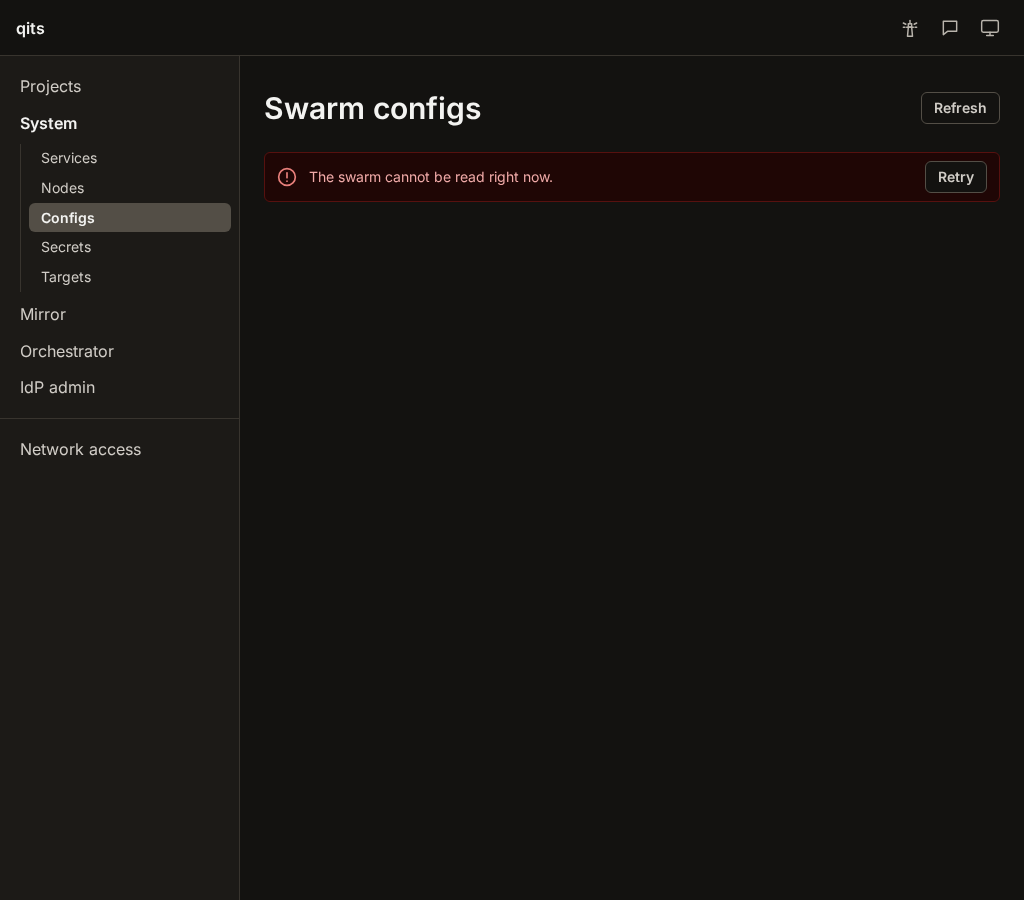 qits
Projects
System
Services
Nodes
Configs
Secrets
Targets
Mirror
Orchestrator
IdP admin
Network access
Swarm configs
Refresh
The swarm cannot be read right now.
Retry